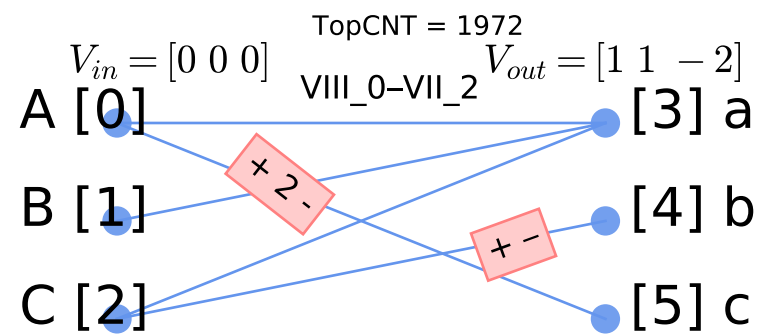 TopCNT = 1972
V_in = [0 0 0]
V_out = [1 1 −2]
VIII_0–VII_2
A [0]
[3] a
+ 2 -
B [1]
[4] b
+ −
C [2]
[5] c